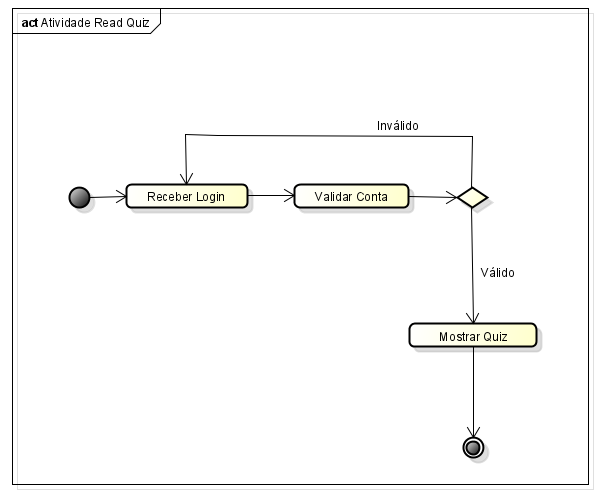 act Atividade Read Quiz
Inválido
Receber Login
Validar Conta
Válido
Mostrar Quiz